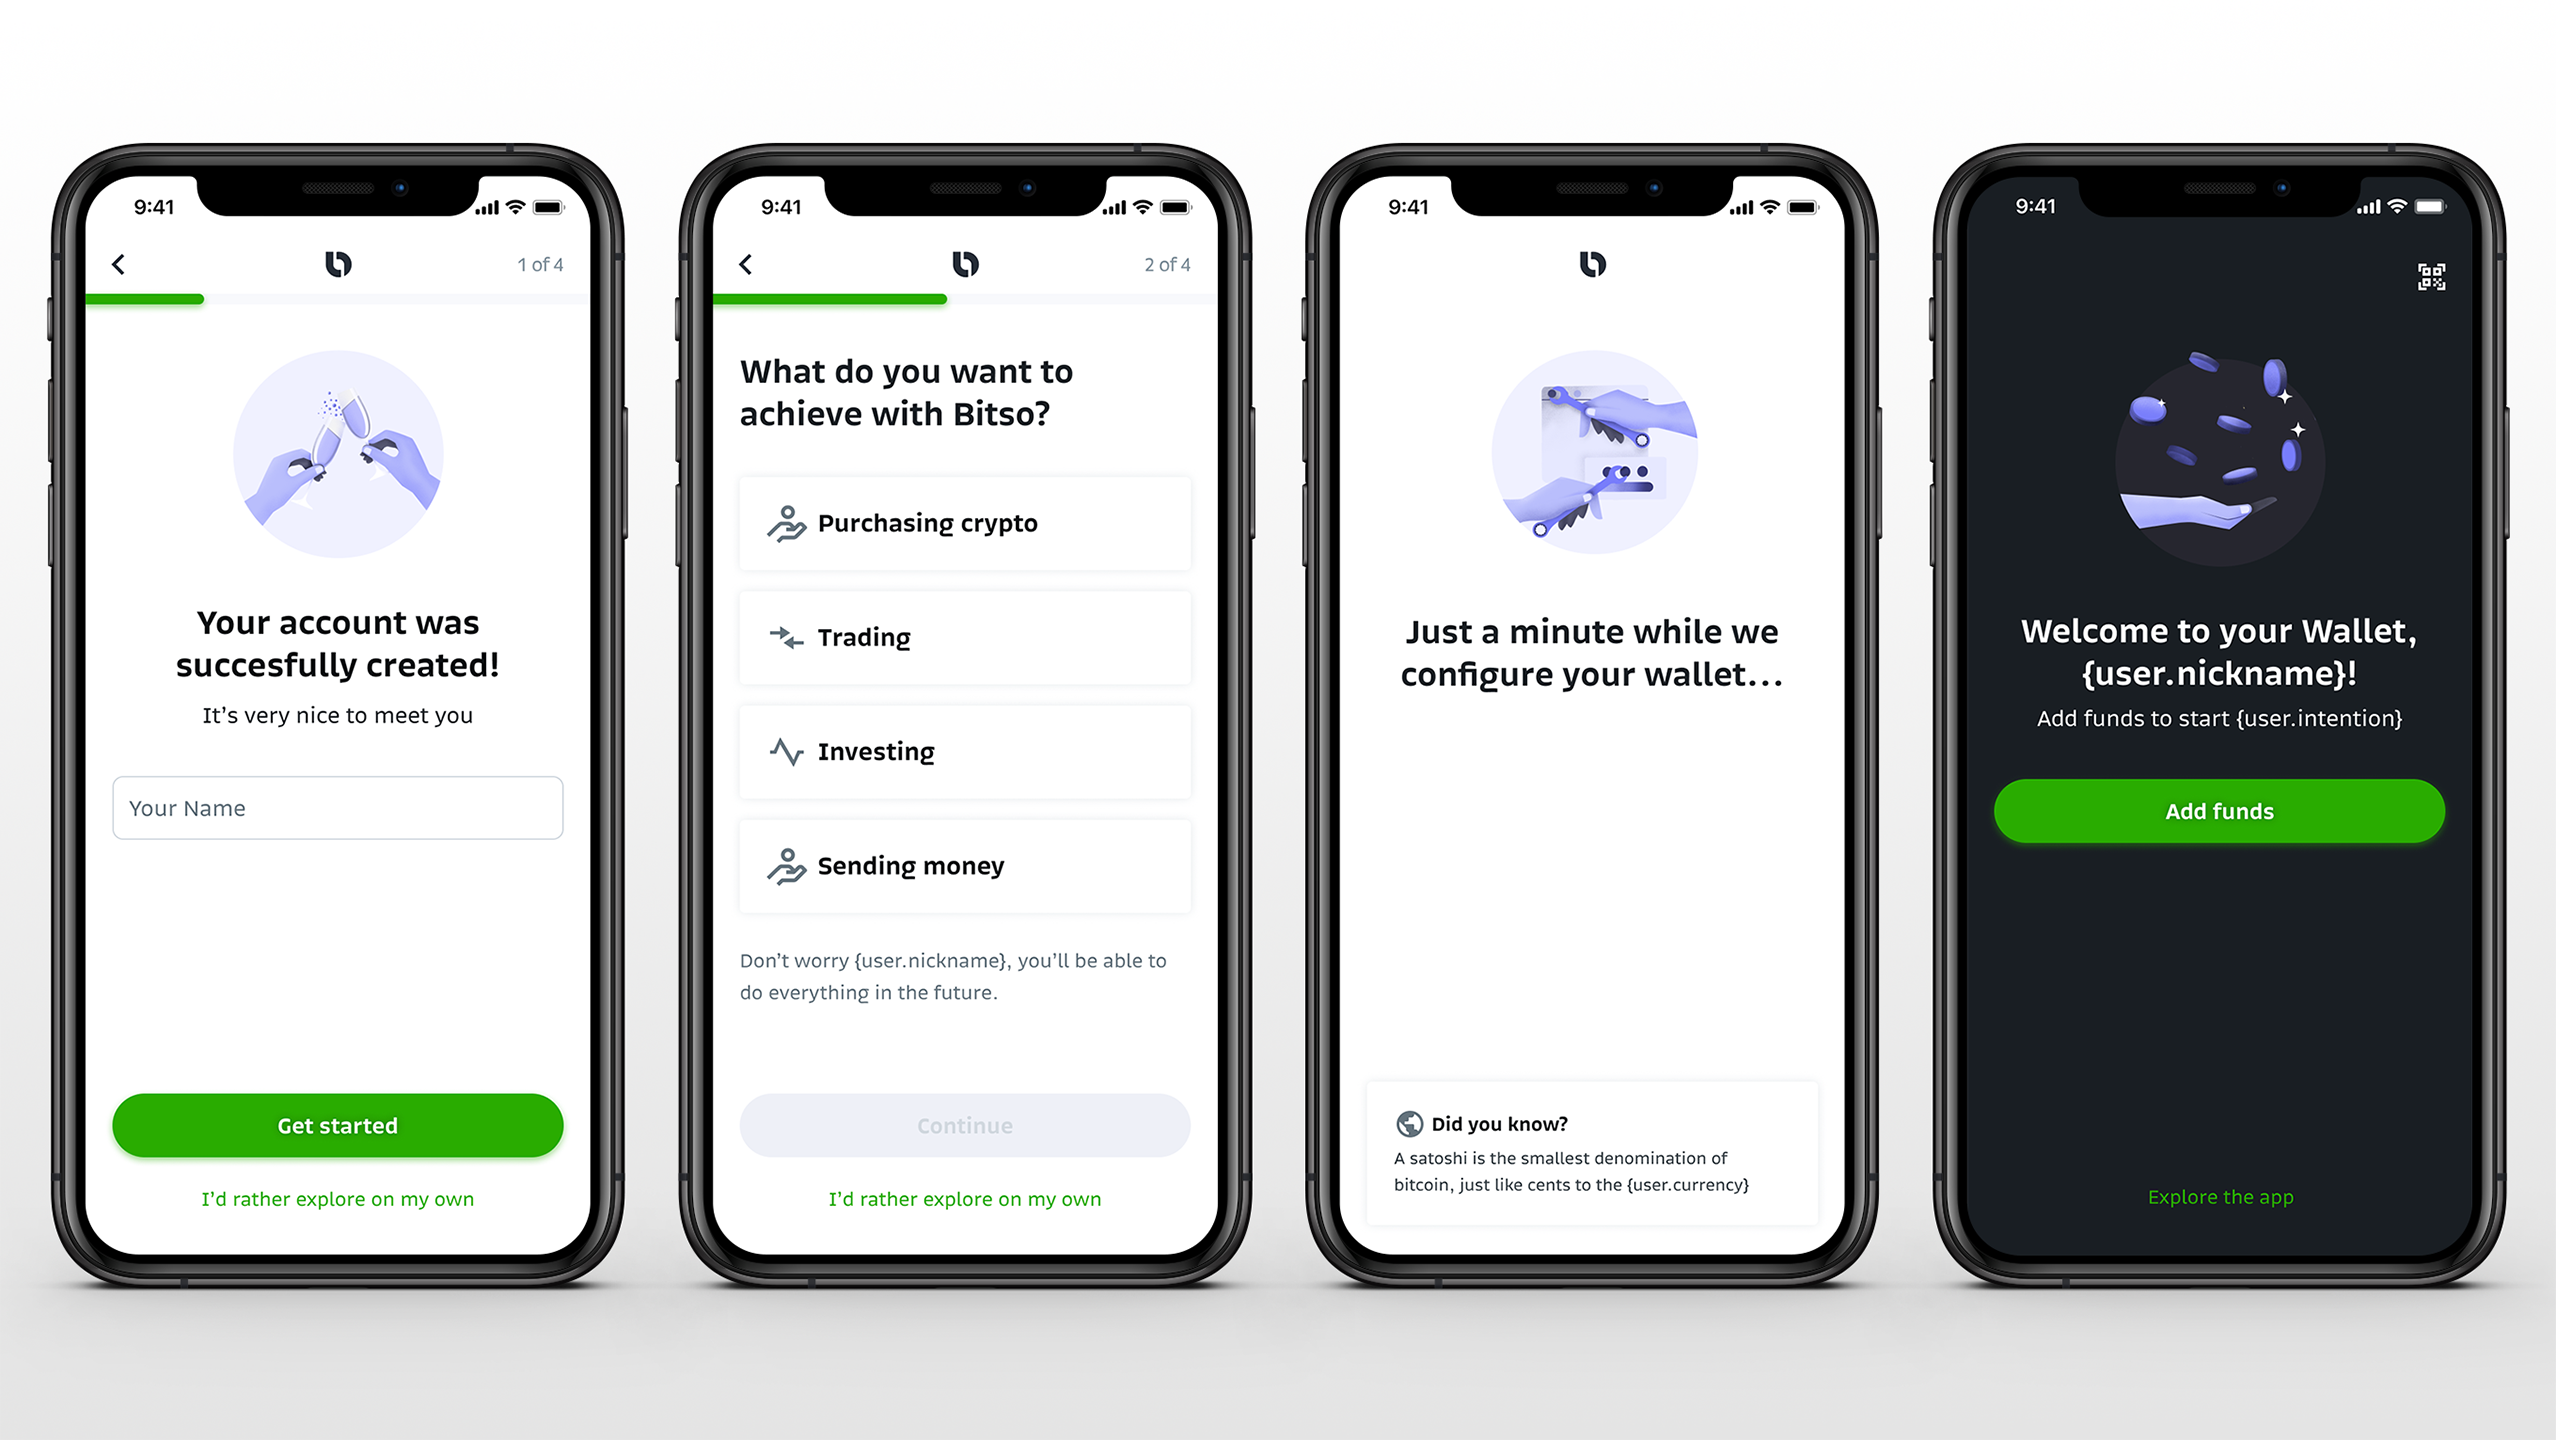 9:41
1 of 4
Your account was
succesfully created!
It's very nice to meet you
Your Name
Get started
I'd rather explore on my own
9:41
2 of 4
What do you want to
achieve with Bitso?
Purchasing crypto
Trading
Investing
Sending money
Don't worry {user.nickname}, you'll be able to
do everything in the future.
Continue
I'd rather explore on my own
9:41
Just a minute while we
configure your wallet...
Did you know?
A satoshi is the smallest denomination of
bitcoin, just like cents to the {user.currency}
9:41
Welcome to your Wallet,
{user.nickname}!
Add funds to start {user.intention}
Add funds
Explore the app